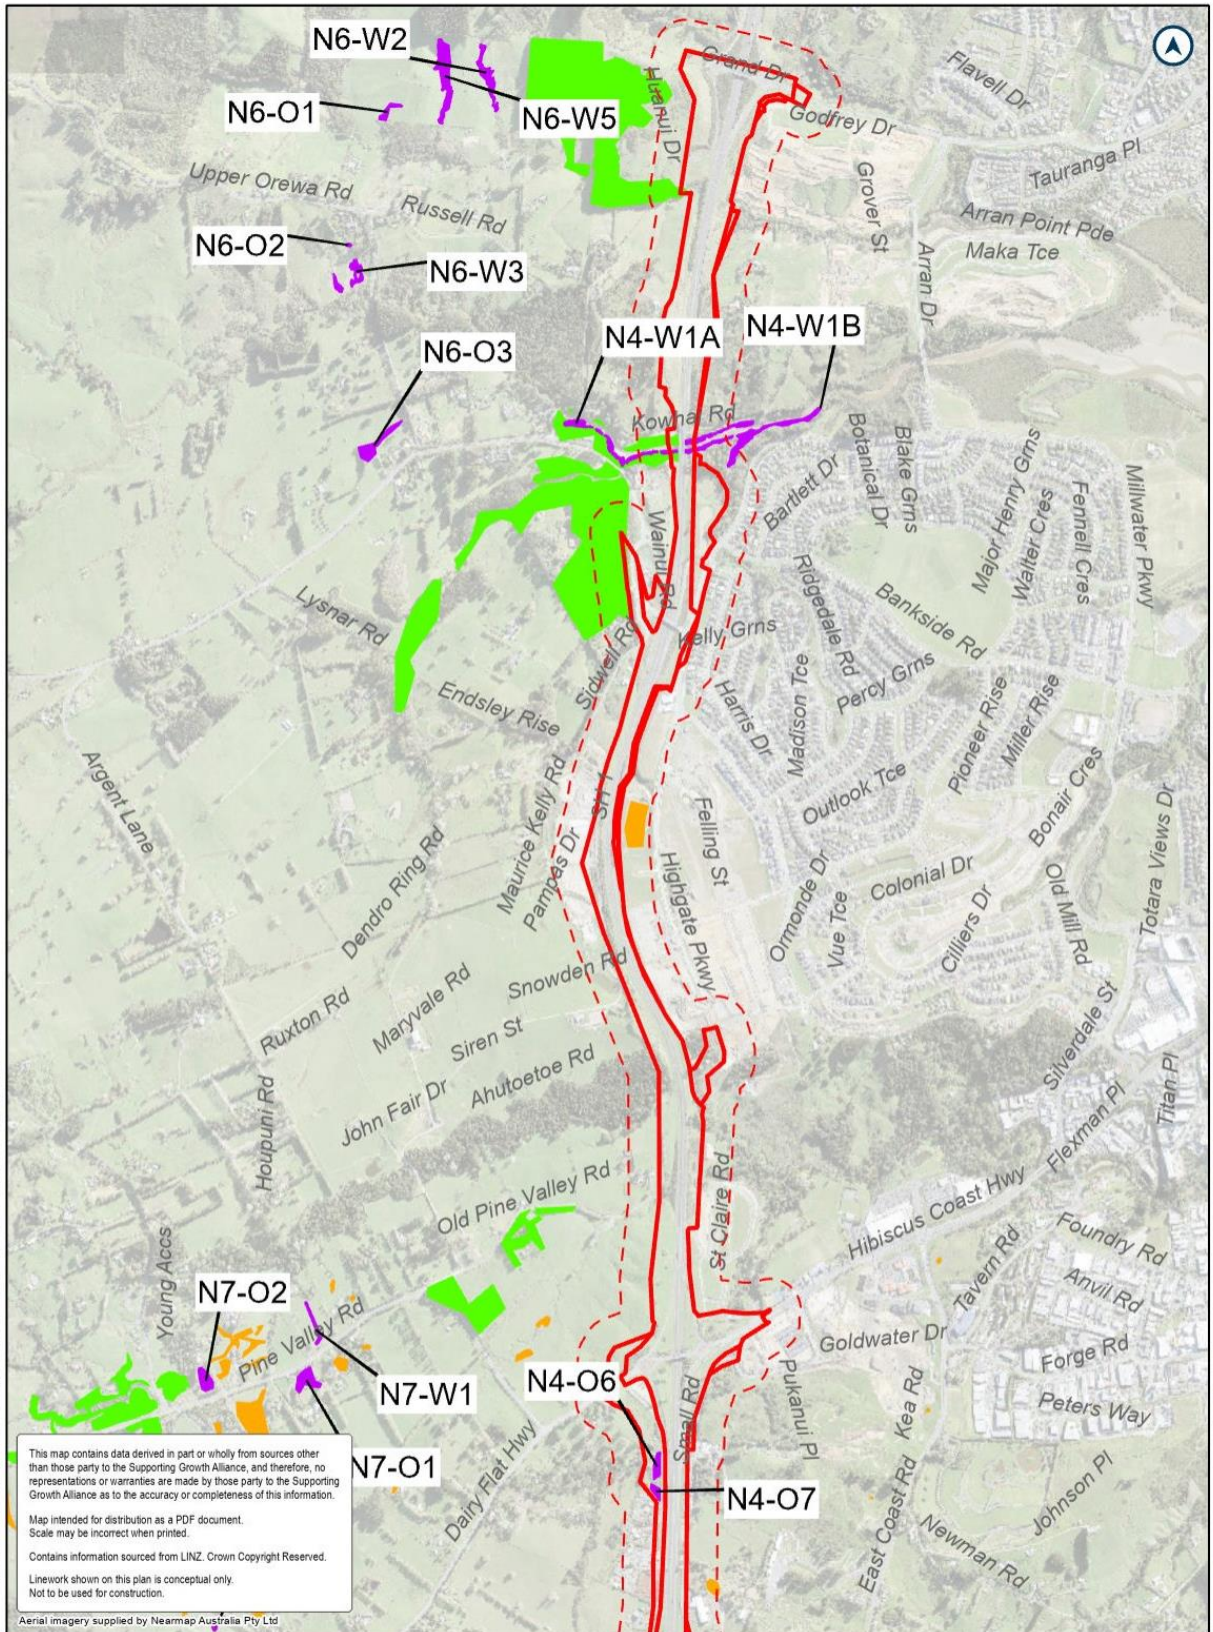 N6-W2
Grand Dr
Flavell Dr
N6-O1
N6-W5
Huanui Dr
Godfrey Dr
Tauranga Pl
Upper Orewa Rd
Russell Rd
Grover St
Arran Point Pde
N6-O2
Maka Tce
N6-W3
Arran Dr
N4-W1A
N4-W1B
N6-O3
Kowhai Rd
Botanical Dr
Blake Grns
Major Henry Grns
Walter Cres
Fennell Cres
Millwater Pkwy
Bartlett Dr
Wainui Rd
Ridgedale Rd
Bankside Rd
Lysnar Rd
Kelly Grns
Sidwell Rd
Percy Grns
Endsley Rise
Harris Dr
Madison Tce
Pioneer Rise
Miller Rise
Argent Lane
SH 1
Outlook Tce
Bonair Cres
Maurice Kelly Rd
Pampas Dr
Felling St
Totara Views Dr
Dendro Ring Rd
Highgate Pkwy
Ormonde Dr
Vue Tce
Colonial Dr
Cilliers Dr
Old Mill Rd
Snowden Rd
Maryvale Rd
Ruxton Rd
Siren St
Silverdale St
Ahutoetoe Rd
John Fair Dr
Titan Pl
Flexman Pl
Houpuni Rd
Old Pine Valley Rd
St Claire Rd
Hibiscus Coast Hwy
Foundry Rd
Young Accs
Tavern Rd
Anvil Rd
N7-O2
Pine Valley Rd
Goldwater Dr
Forge Rd
N7-W1
N4-O6
Small Rd
Pukanui Pl
Kea Rd
Peters Way
N7-O1
Dairy Flat Hwy
N4-O7
East Coast Rd
Newman Rd
Johnson Pl
This map contains data derived in part or wholly from sources other
than those party to the Supporting Growth Alliance, and therefore, no
representations or warranties are made by those party to the Supporting
Growth Alliance as to the accuracy or completeness of this information.
Map intended for distribution as a PDF document.
Scale may be incorrect when printed.
Contains information sourced from LINZ. Crown Copyright Reserved.
Linework shown on this plan is conceptual only.
Not to be used for construction.
Aerial imagery supplied by Nearmap Australia Pty Ltd